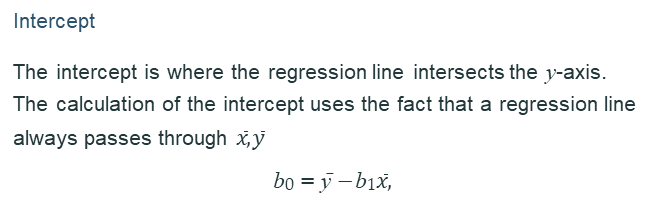 Intercept
The intercept is where the regression line intersects the y-axis.
The calculation of the intercept uses the fact that a regression line
always passes through x̄,ȳ
b0 = ȳ – b1x̄,